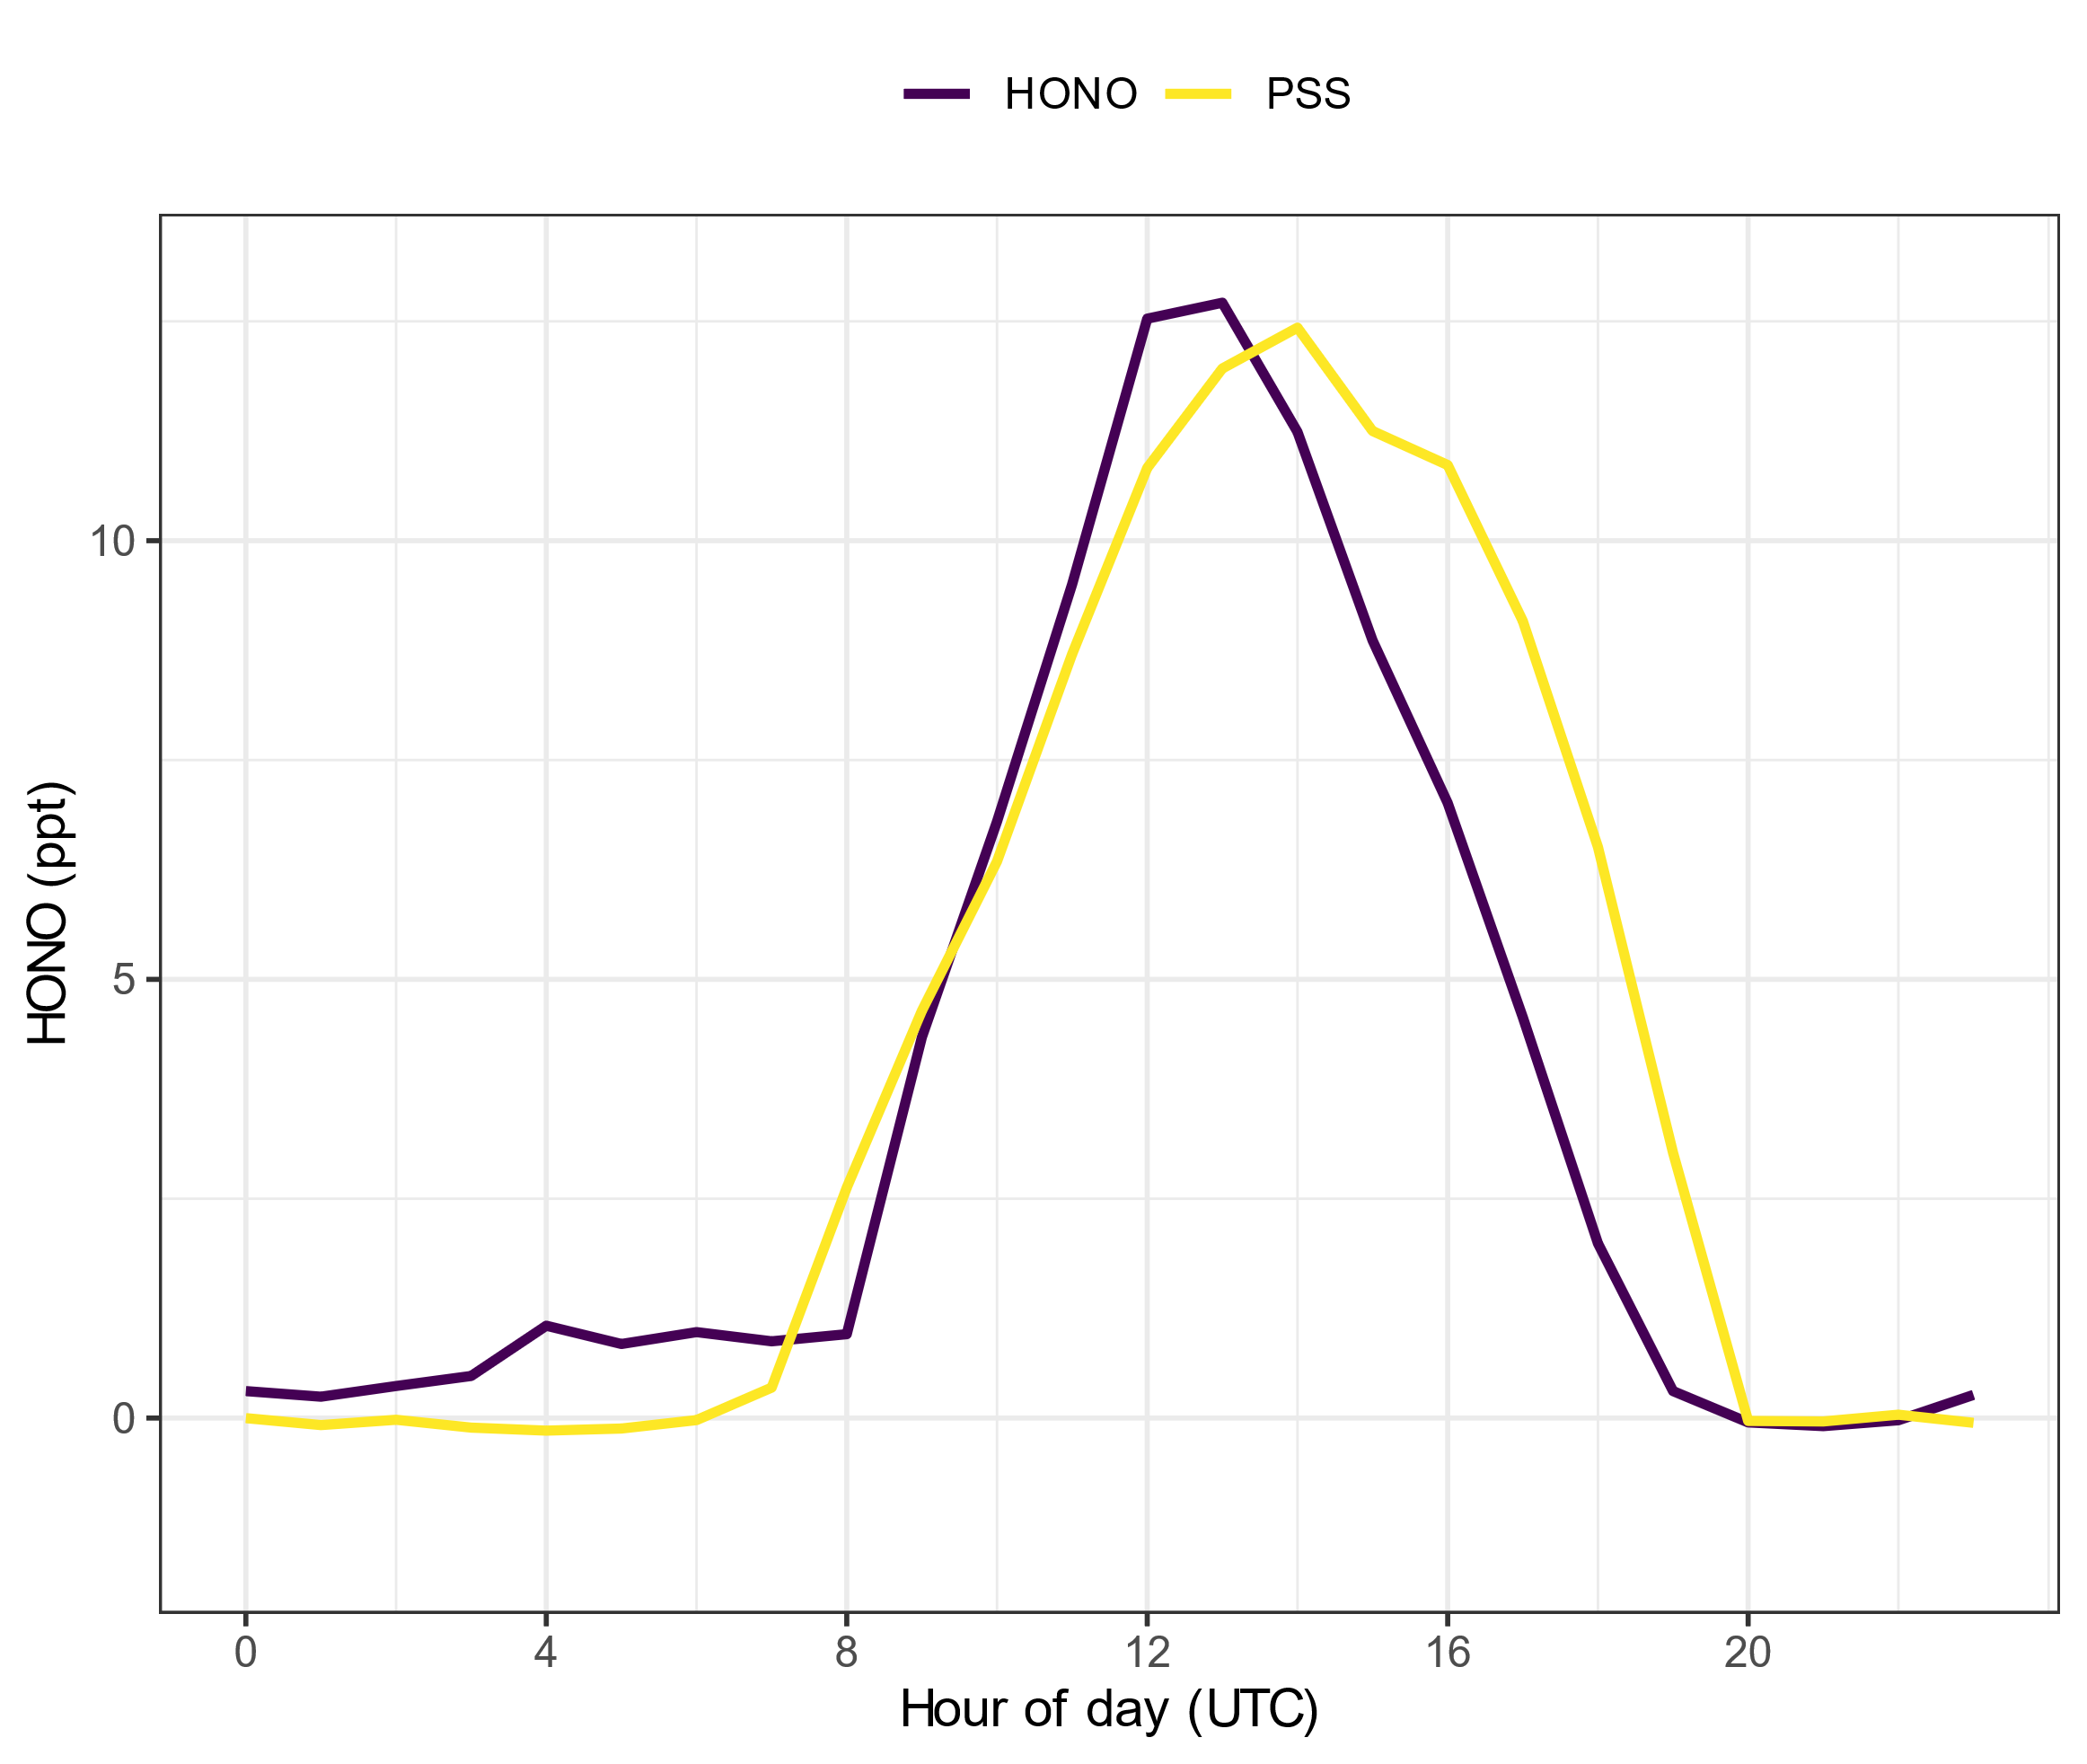 HONO PSS
10
5
0
HONO (ppt)
0 4 8 12 16 20
Hour of day (UTC)